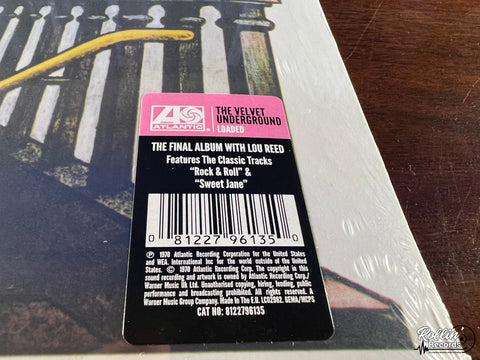 ATLANTIC®
THE VELVET
UNDERGROUND
LOADED
THE FINAL ALBUM WITH LOU REED
Features The Classic Tracks
“Rock & Roll” &
“Sweet Jane”
0 81227 96135 0
℗ 1970 Atlantic Recording Corporation for the United States
and WEA. International Inc for the world outside of the United
States. © 1970 Atlantic Recording Corp. The copyright in this
sound recording is owned by Atlantic Recording Corp./
Warner Music Uk Ltd. Unauthorised copying, hiring, lending, public
performance and broadcasting prohibited. All rights reserved. A
Warner Music Group Company. Made In The E.U. LC02982. GEMA/MCPS
CAT NO: 8122796135
Rollin'
Records